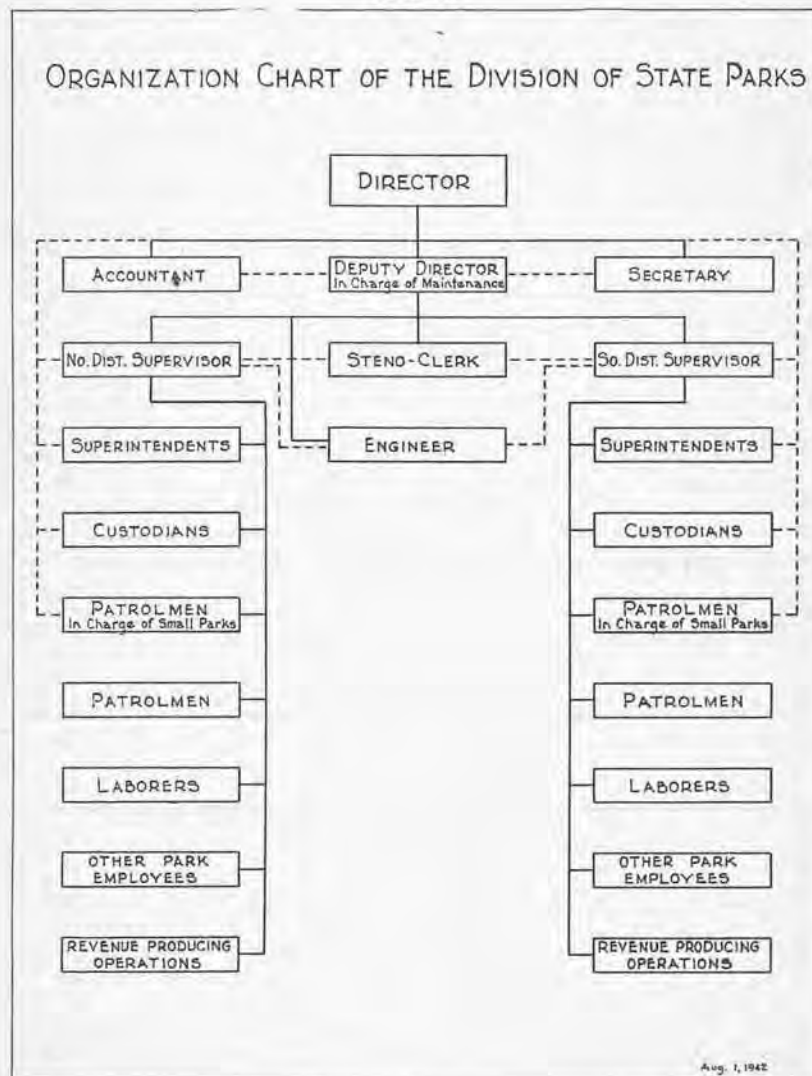 ORGANIZATION CHART OF THE DIVISION OF STATE PARKS
DIRECTOR
ACCOUNTANT
DEPUTY DIRECTOR
In Charge of Maintenance
SECRETARY
NO. DIST. SUPERVISOR
STENO-CLERK
SO. DIST. SUPERVISOR
SUPERINTENDENTS
ENGINEER
SUPERINTENDENTS
CUSTODIANS
CUSTODIANS
PATROLMEN
In Charge of Small Parks
PATROLMEN
In Charge of Small Parks
PATROLMEN
PATROLMEN
LABORERS
LABORERS
OTHER PARK
EMPLOYEES
OTHER PARK
EMPLOYEES
REVENUE PRODUCING
OPERATIONS
REVENUE PRODUCING
OPERATIONS
Aug. 1, 1942